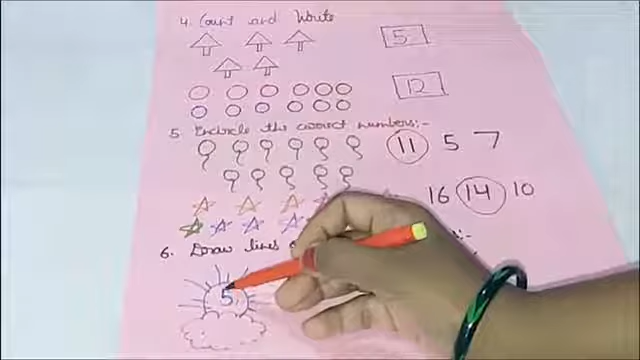 4. Count and Write
5
12
5. Encircle the correct numbers:-
11 5 7
16 14 10
6. Draw lines
5